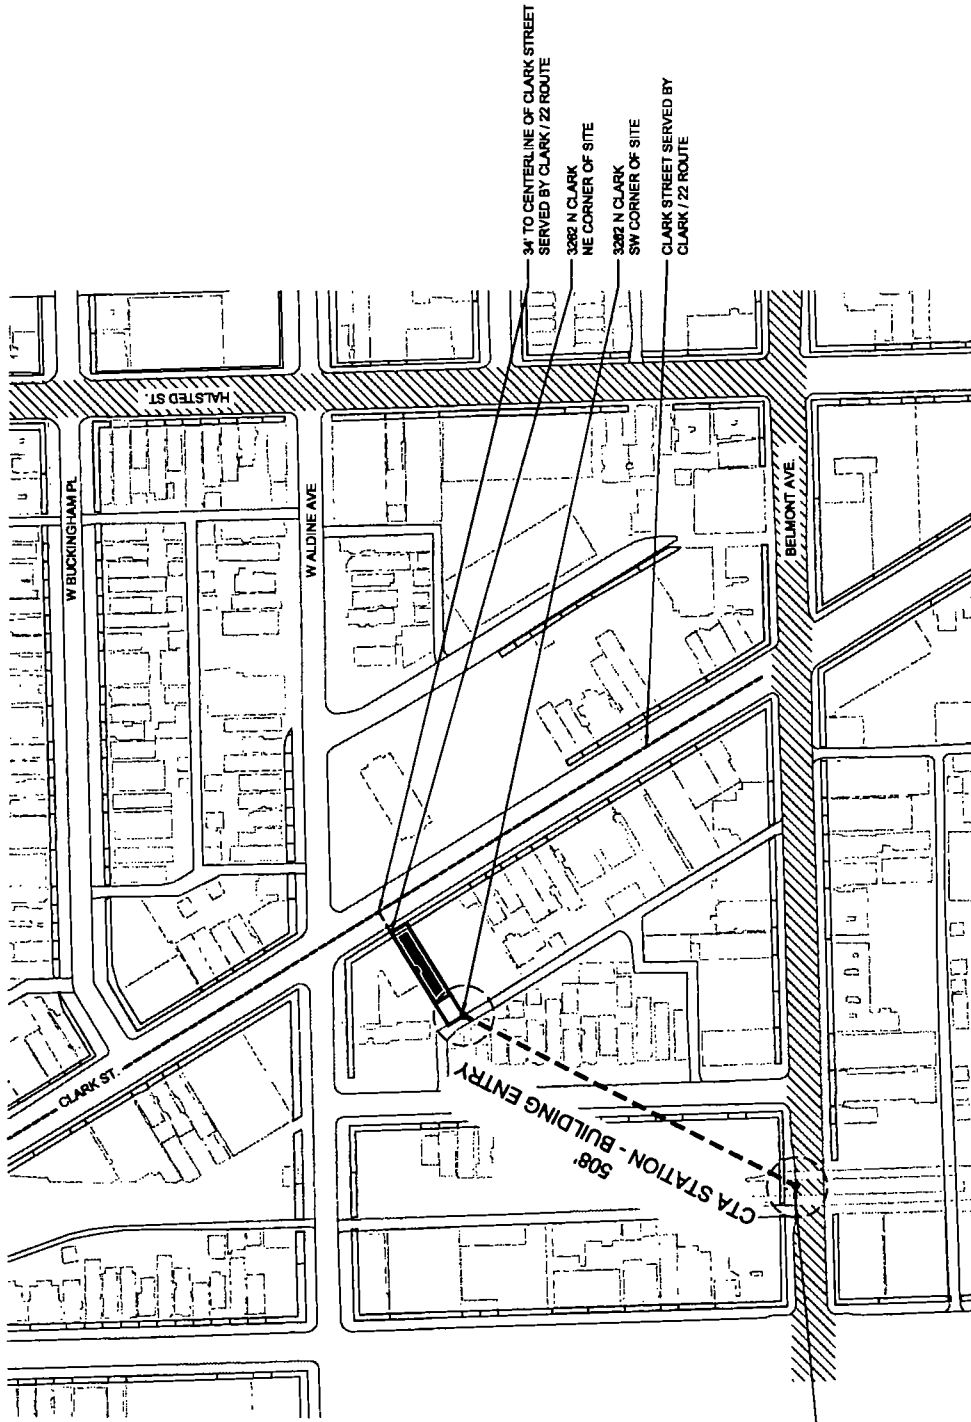 34' TO CENTERLINE OF CLARK STREET
SERVED BY CLARK / 22 ROUTE
3262 N CLARK
NE CORNER OF SITE
3262 N CLARK
SW CORNER OF SITE
CLARK STREET SERVED BY
CLARK / 22 ROUTE
HALSTED ST.
W BUCKINGHAM PL
W ALDINE AVE
BELMONT AVE.
CLARK ST.
508'
CTA STATION - BUILDING ENTRY